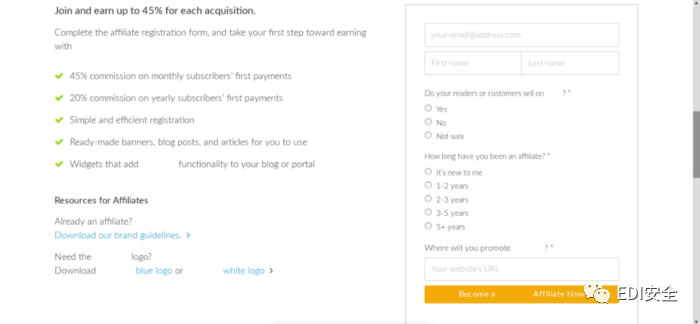 Join and earn up to 45% for each acquisition.
Complete the affiliate registration form, and take your first step toward earning
with
45% commission on monthly subscribers' first payments
20% commission on yearly subscribers' first payments
Simple and efficient registration
Ready-made banners, blog posts, and articles for you to use
Widgets that add functionality to your blog or portal
Resources for Affiliates
Already an affiliate?
Download our brand guidelines. >
Need the logo?
Download blue logo or white logo >
your-email@address.com
First name Last name
Do your readers or customers sell on ? *
Yes
No
Not sure
How long have you been an affiliate? *
It's new to me
1-2 years
2-3 years
3-5 years
5+ years
Where will you promote ? *
Your website's URL
Become a Affiliate Now
EDI安全